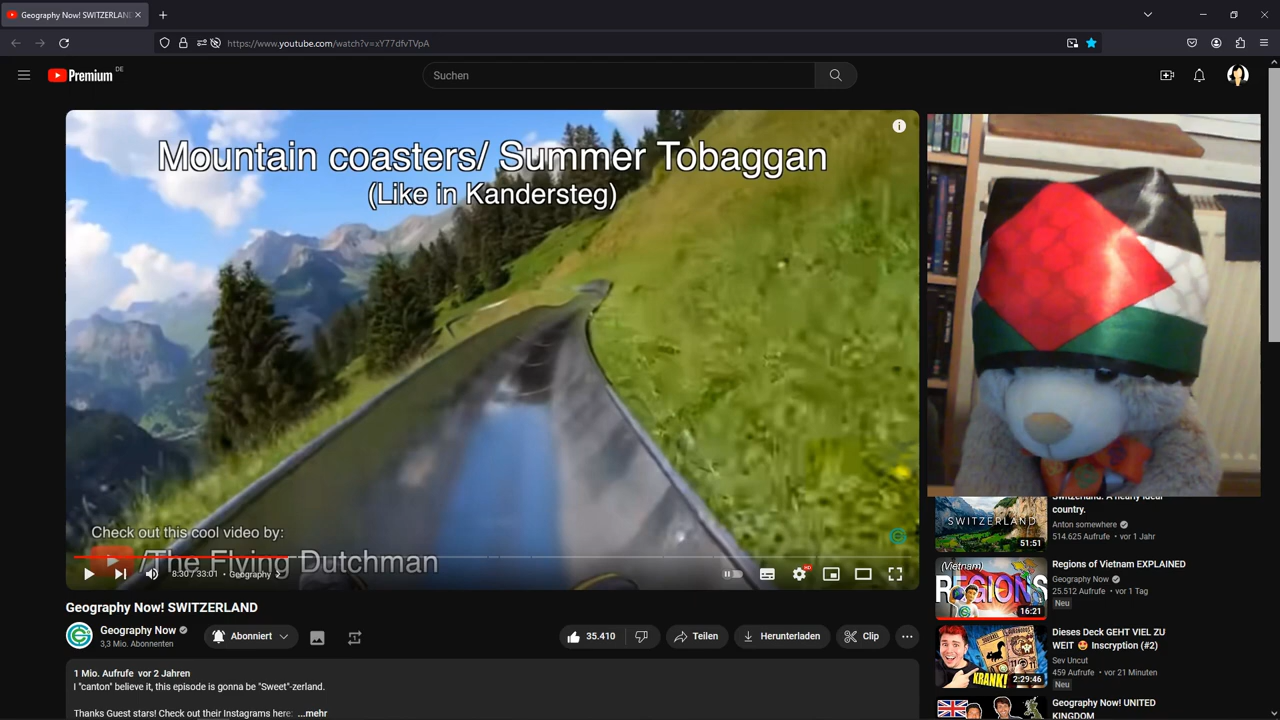 Geography Now! SWITZERLAND
https://www.youtube.com/watch?v=xY77dfvTVpA
Premium
DE
Suchen
Mountain coasters/ Summer Tobaggan
(Like in Kandersteg)
Check out this cool video by:
/The Flying Dutchman
8:30 / 33:01 • Geography
HD
Geography Now! SWITZERLAND
Geography Now
3,3 Mio. Abonnenten
Abonniert
35.410
Teilen
Herunterladen
Clip
1 Mio. Aufrufe vor 2 Jahren
I "canton" believe it, this episode is gonna be "Sweet"-zerland.
Thanks Guest stars! Check out their Instagrams here: ...mehr
SWITZERLAND
51:51
Switzerland. A nearly ideal
country.
Anton somewhere
514.625 Aufrufe • vor 1 Jahr
(Vietnam)
REGIONS
16:21
Regions of Vietnam EXPLAINED
Geography Now
25.512 Aufrufe • vor 1 Tag
Neu
KRANK!
2:29:46
Dieses Deck GEHT VIEL ZU
WEIT 🤩 Inscryption (#2)
Sev Uncut
459 Aufrufe • vor 21 Minuten
Neu
Geography Now! UNITED
KINGDOM